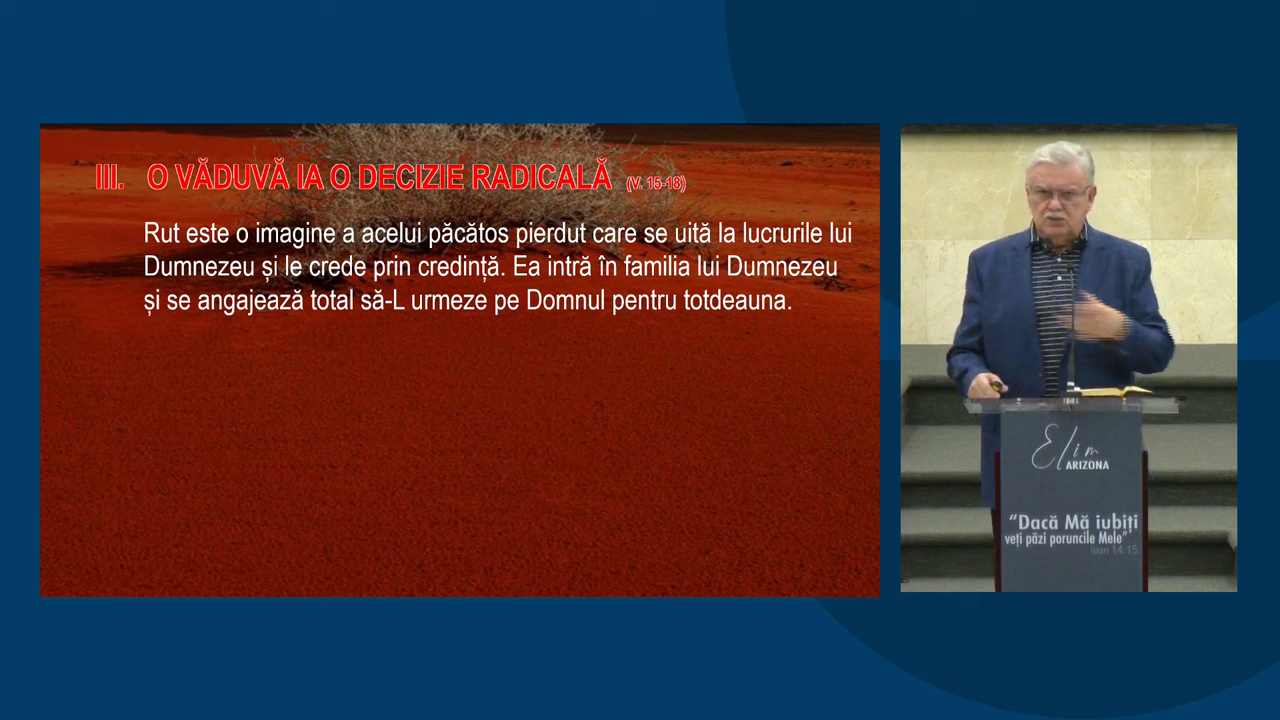 III. O VĂDUVĂ IA O DECIZIE RADICALĂ (V. 15-18)
Rut este o imagine a acelui păcătos pierdut care se uită la lucrurile lui
Dumnezeu și le crede prin credință. Ea intră în familia lui Dumnezeu
și se angajează total să-L urmeze pe Domnul pentru totdeauna.
Elim
ARIZONA
“Dacă Mă iubiți
veți păzi poruncile Mele”
Ioan 14:15